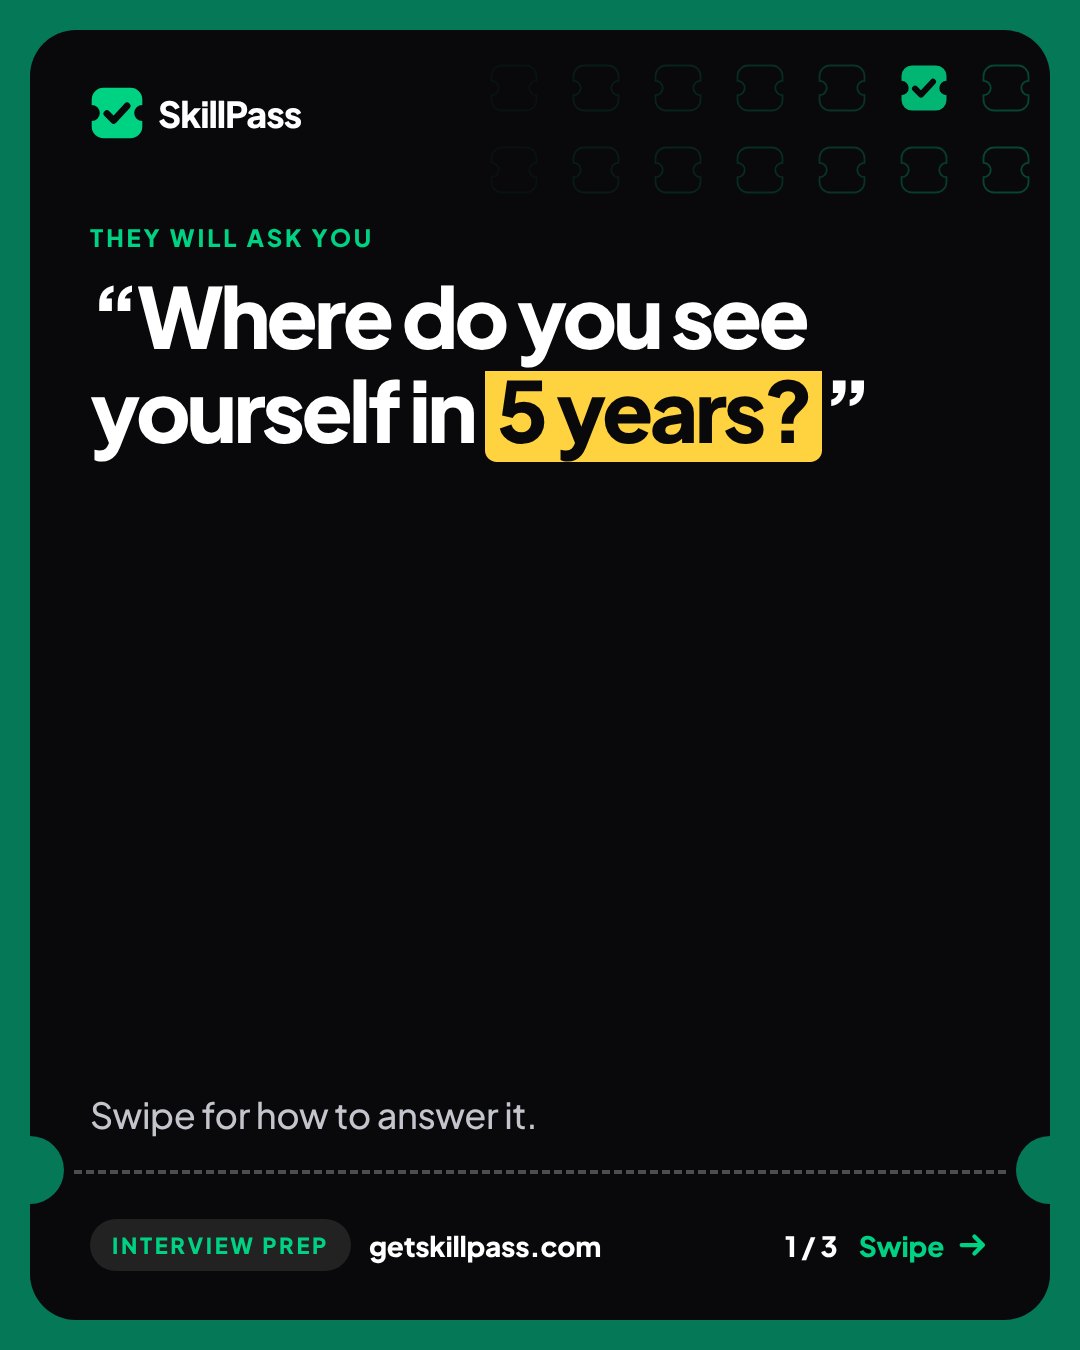 SkillPass
THEY WILL ASK YOU
“Where do you see
yourself in 5 years?”
Swipe for how to answer it.
INTERVIEW PREP getskillpass.com 1 / 3 Swipe →